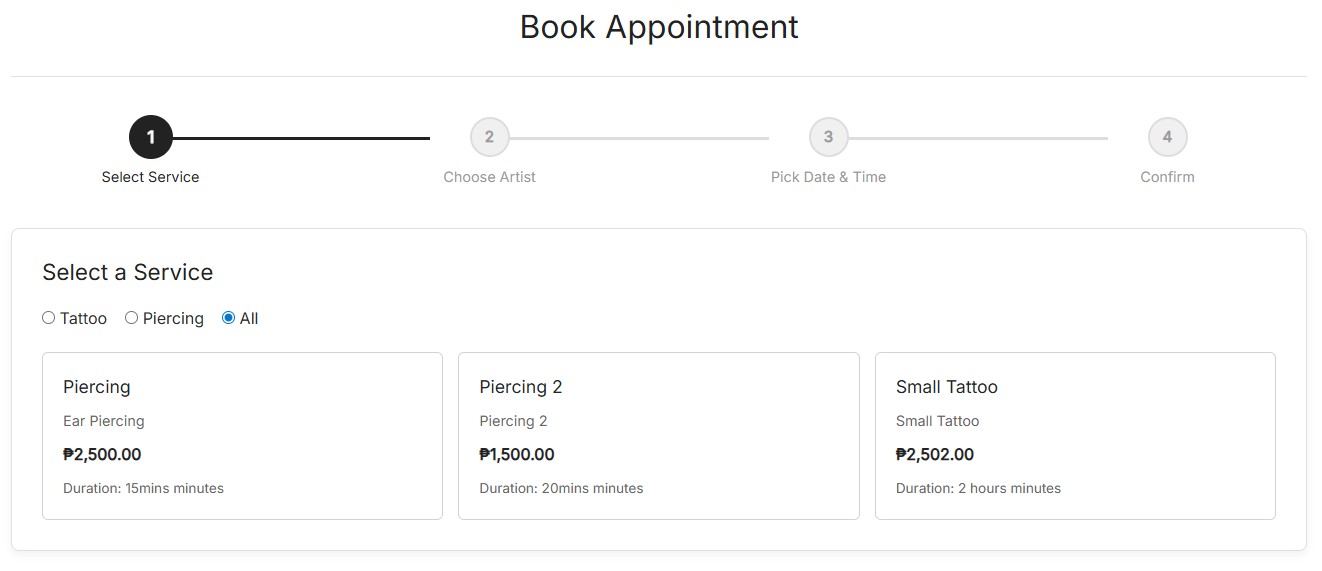 Book Appointment
1
2
3
4
Select Service
Choose Artist
Pick Date & Time
Confirm
Select a Service
Tattoo
Piercing
All
Piercing
Ear Piercing
₱2,500.00
Duration: 15mins minutes
Piercing 2
Piercing 2
₱1,500.00
Duration: 20mins minutes
Small Tattoo
Small Tattoo
₱2,502.00
Duration: 2 hours minutes